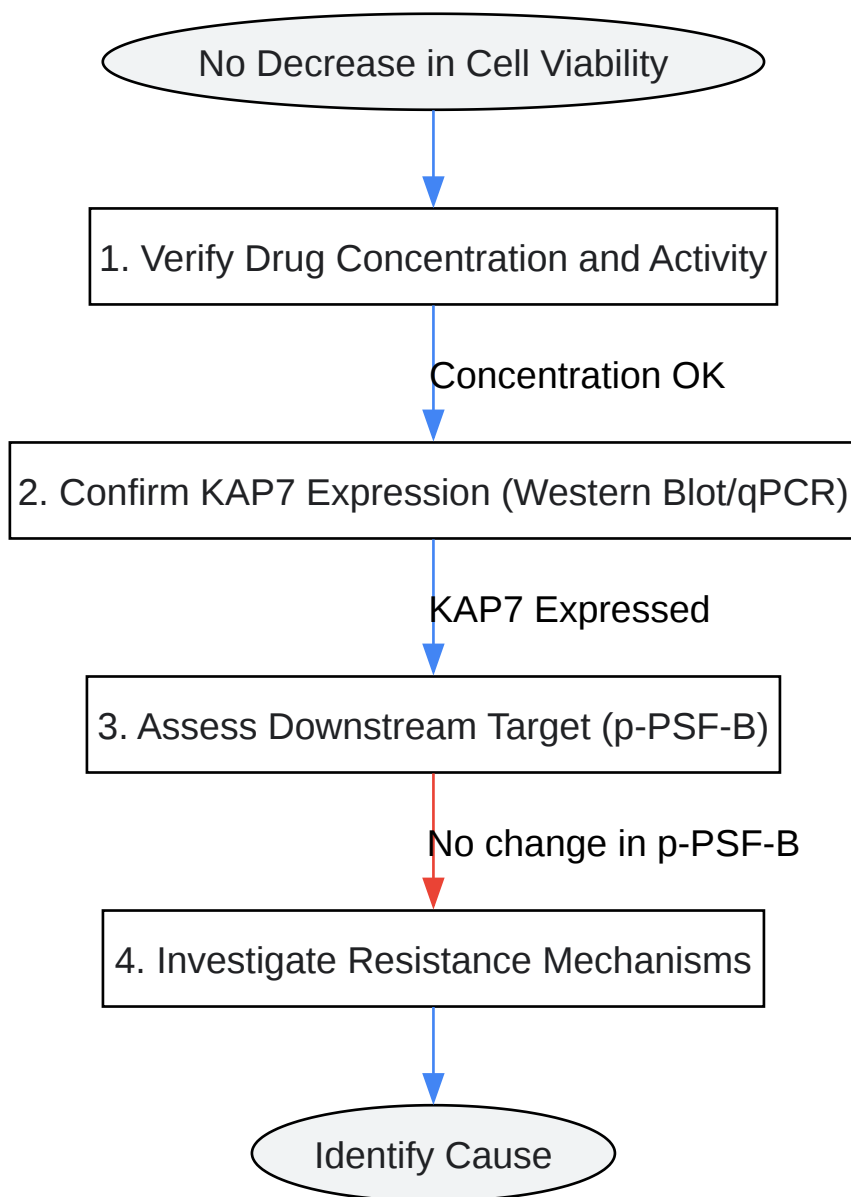 No Decrease in Cell Viability
1. Verify Drug Concentration and Activity
Concentration OK
2. Confirm KAP7 Expression (Western Blot/qPCR)
KAP7 Expressed
3. Assess Downstream Target (p-PSF-B)
No change in p-PSF-B
4. Investigate Resistance Mechanisms
Identify Cause